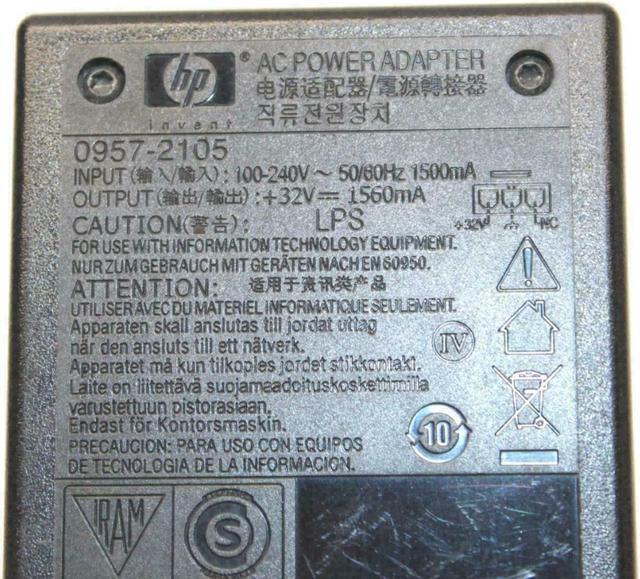 hp ® AC POWER ADAPTER
电源适配器/電源轉接器
invent
직류전원장치
0957-2105
INPUT(输入/輸入): 100-240V ~ 50/60Hz 1500mA
OUTPUT(输出/輸出):+32V ⎓ 1560mA
+32V NC
CAUTION(警告): LPS
FOR USE WITH INFORMATION TECHNOLOGY EQUIPMENT.
NUR ZUM GEBRAUCH MIT GERÄTEN NACH EN 60950.
ATTENTION: 适用于资讯类产品
UTILISER AVEC DU MATERIEL INFORMATIQUE SEULEMENT.
Apparaten skall anslutas till jordat uttag
när den ansluts till ett nätverk.
IV
Apparatet må kun tilkoples jordet stikkontakt.
Laite on liitettävä suojamaadoituskoskettimilla
varustettuun pistorasiaan.
Endast för Kontorsmaskin.
10
PRECAUCION: PARA USO CON EQUIPOS
DE TECNOLOGIA DE LA INFORMACION.
IRAM
S